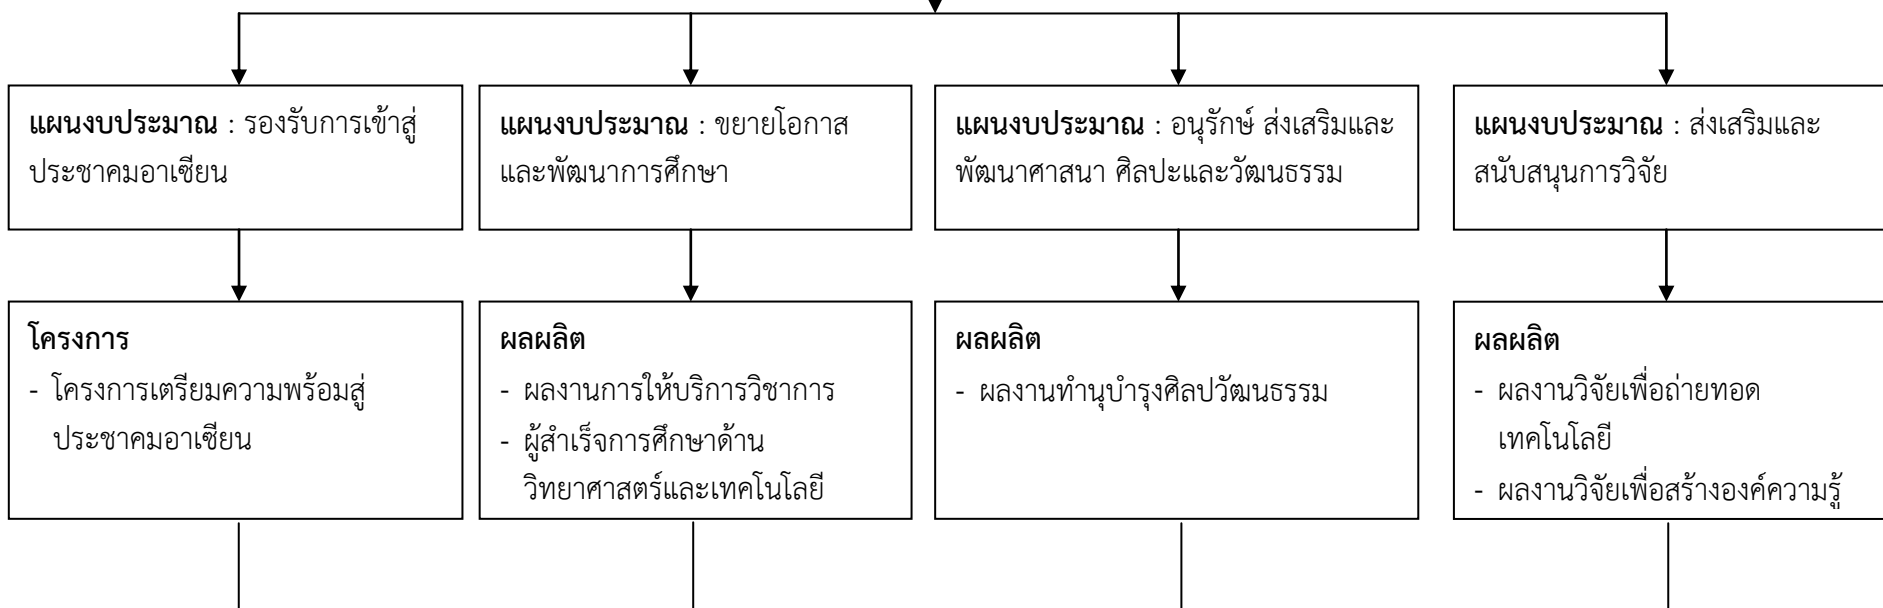 แผนงบประมาณ : รองรับการเข้าสู่
ประชาคมอาเซียน
แผนงบประมาณ : ขยายโอกาส
และพัฒนาการศึกษา
แผนงบประมาณ : อนุรักษ์ ส่งเสริมและ
พัฒนาศาสนา ศิลปะและวัฒนธรรม
แผนงบประมาณ : ส่งเสริมและ
สนับสนุนการวิจัย
โครงการ
- โครงการเตรียมความพร้อมสู่
ประชาคมอาเซียน
ผลผลิต
- ผลงานการให้บริการวิชาการ
- ผู้สำเร็จการศึกษาด้าน
วิทยาศาสตร์และเทคโนโลยี
ผลผลิต
- ผลงานทำนุบำรุงศิลปวัฒนธรรม
ผลผลิต
- ผลงานวิจัยเพื่อถ่ายทอด
เทคโนโลยี
- ผลงานวิจัยเพื่อสร้างองค์ความรู้